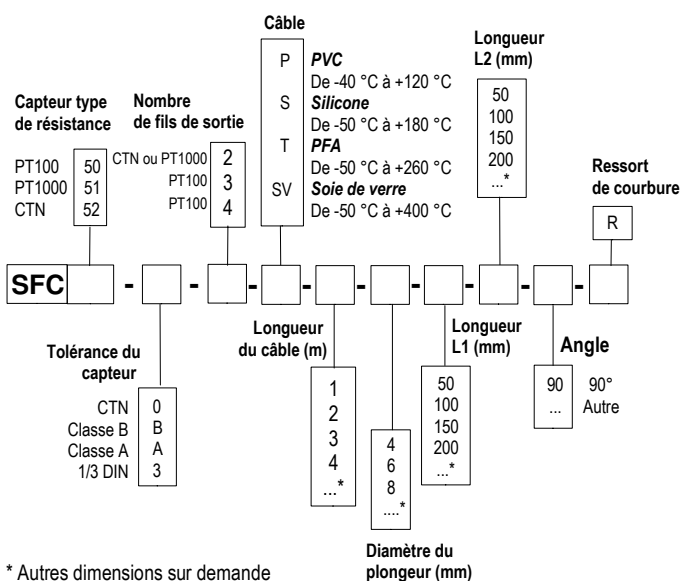 Câble
P PVC
De -40 °C à +120 °C
S Silicone
De -50 °C à +180 °C
T PFA
De -50 °C à +260 °C
SV Soie de verre
De -50 °C à +400 °C
Longueur
L2 (mm)
50
100
150
200
...*
Capteur type
de résistance
PT100 50
PT1000 51
CTN 52
Nombre
de fils de sortie
CTN ou PT1000 2
PT100 3
PT100 4
Ressort
de courbure
R
SFC - - - - - - - - -
Tolérance du
capteur
CTN 0
Classe B B
Classe A A
1/3 DIN 3
Longueur
du câble (m)
1
2
3
4
...*
4
6
8
....*
Diamètre du
plongeur (mm)
Longueur
L1 (mm)
50
100
150
200
...*
Angle
90 90°
... Autre
* Autres dimensions sur demande